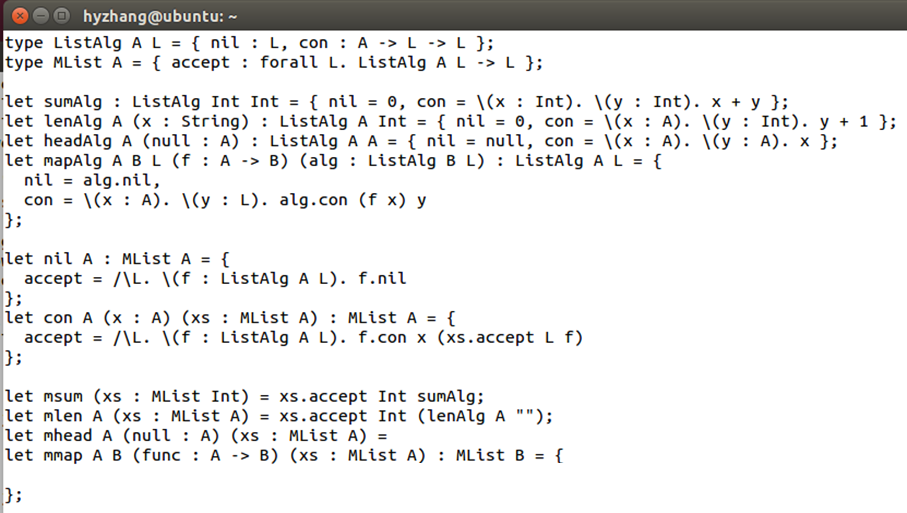 hyzhang@ubuntu: ~
type ListAlg A L = { nil : L, con : A -> L -> L };
type MList A = { accept : forall L. ListAlg A L -> L };

let sumAlg : ListAlg Int Int = { nil = 0, con = \(x : Int). \(y : Int). x + y };
let lenAlg A (x : String) : ListAlg A Int = { nil = 0, con = \(x : A). \(y : Int). y + 1 };
let headAlg A (null : A) : ListAlg A A = { nil = null, con = \(x : A). \(y : A). x };
let mapAlg A B L (f : A -> B) (alg : ListAlg B L) : ListAlg A L = {
  nil = alg.nil,
  con = \(x : A). \(y : L). alg.con (f x) y
};

let nil A : MList A = {
  accept = /\L. \(f : ListAlg A L). f.nil
};
let con A (x : A) (xs : MList A) : MList A = {
  accept = /\L. \(f : ListAlg A L). f.con x (xs.accept L f)
};

let msum (xs : MList Int) = xs.accept Int sumAlg;
let mlen A (xs : MList A) = xs.accept Int (lenAlg A "");
let mhead A (null : A) (xs : MList A) =
let mmap A B (func : A -> B) (xs : MList A) : MList B = {

};